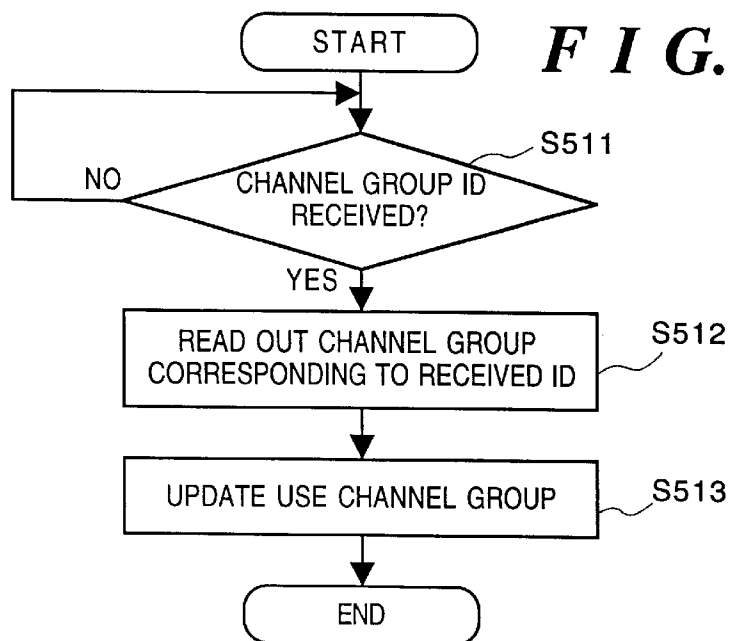 START
F I G.
S511
CHANNEL GROUP ID
RECEIVED?
NO
YES
READ OUT CHANNEL GROUP
CORRESPONDING TO RECEIVED ID
S512
UPDATE USE CHANNEL GROUP
S513
END